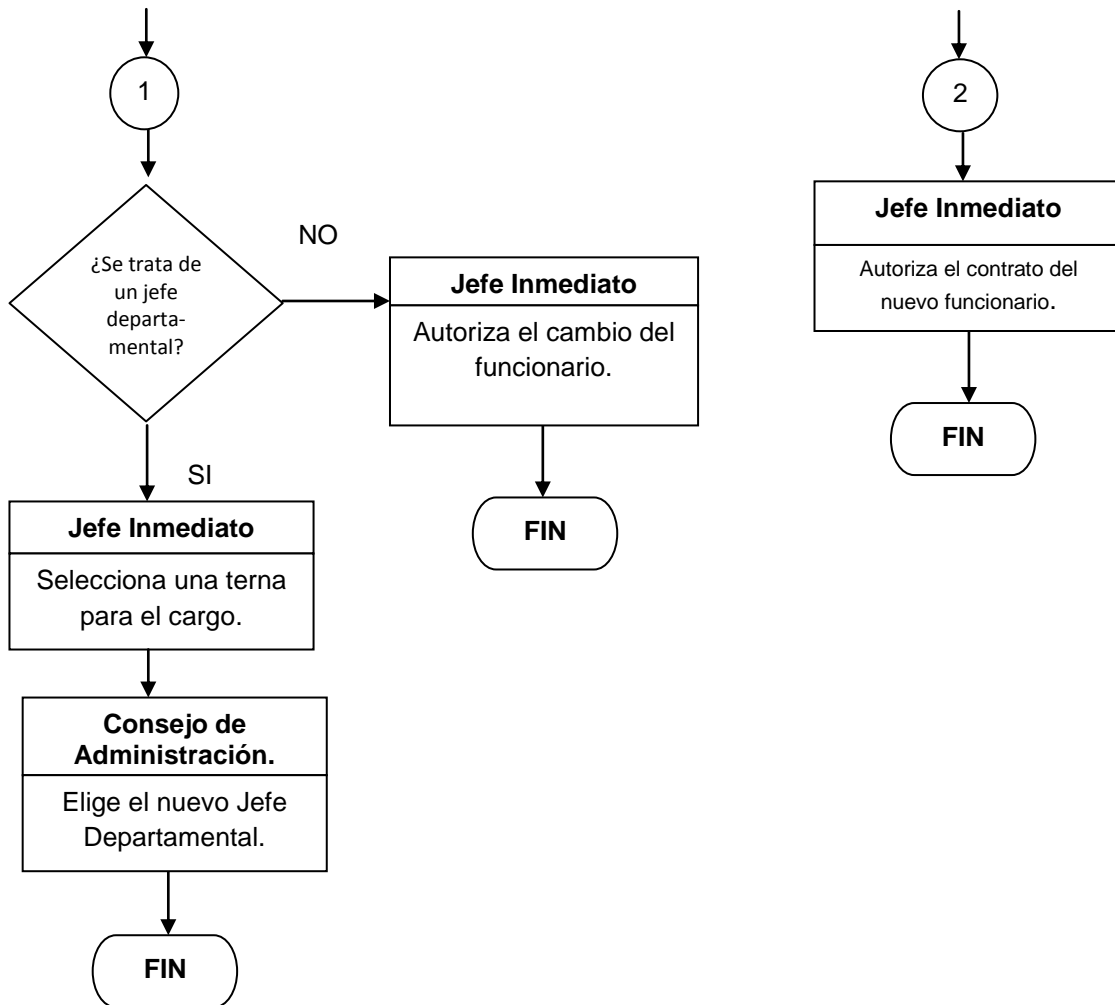 1
¿Se trata de
un jefe
departa-
mental?
NO
Jefe Inmediato
Autoriza el cambio del
funcionario.
FIN
SI
Jefe Inmediato
Selecciona una terna
para el cargo.
Consejo de
Administración.
Elige el nuevo Jefe
Departamental.
FIN
2
Jefe Inmediato
Autoriza el contrato del
nuevo funcionario.
FIN